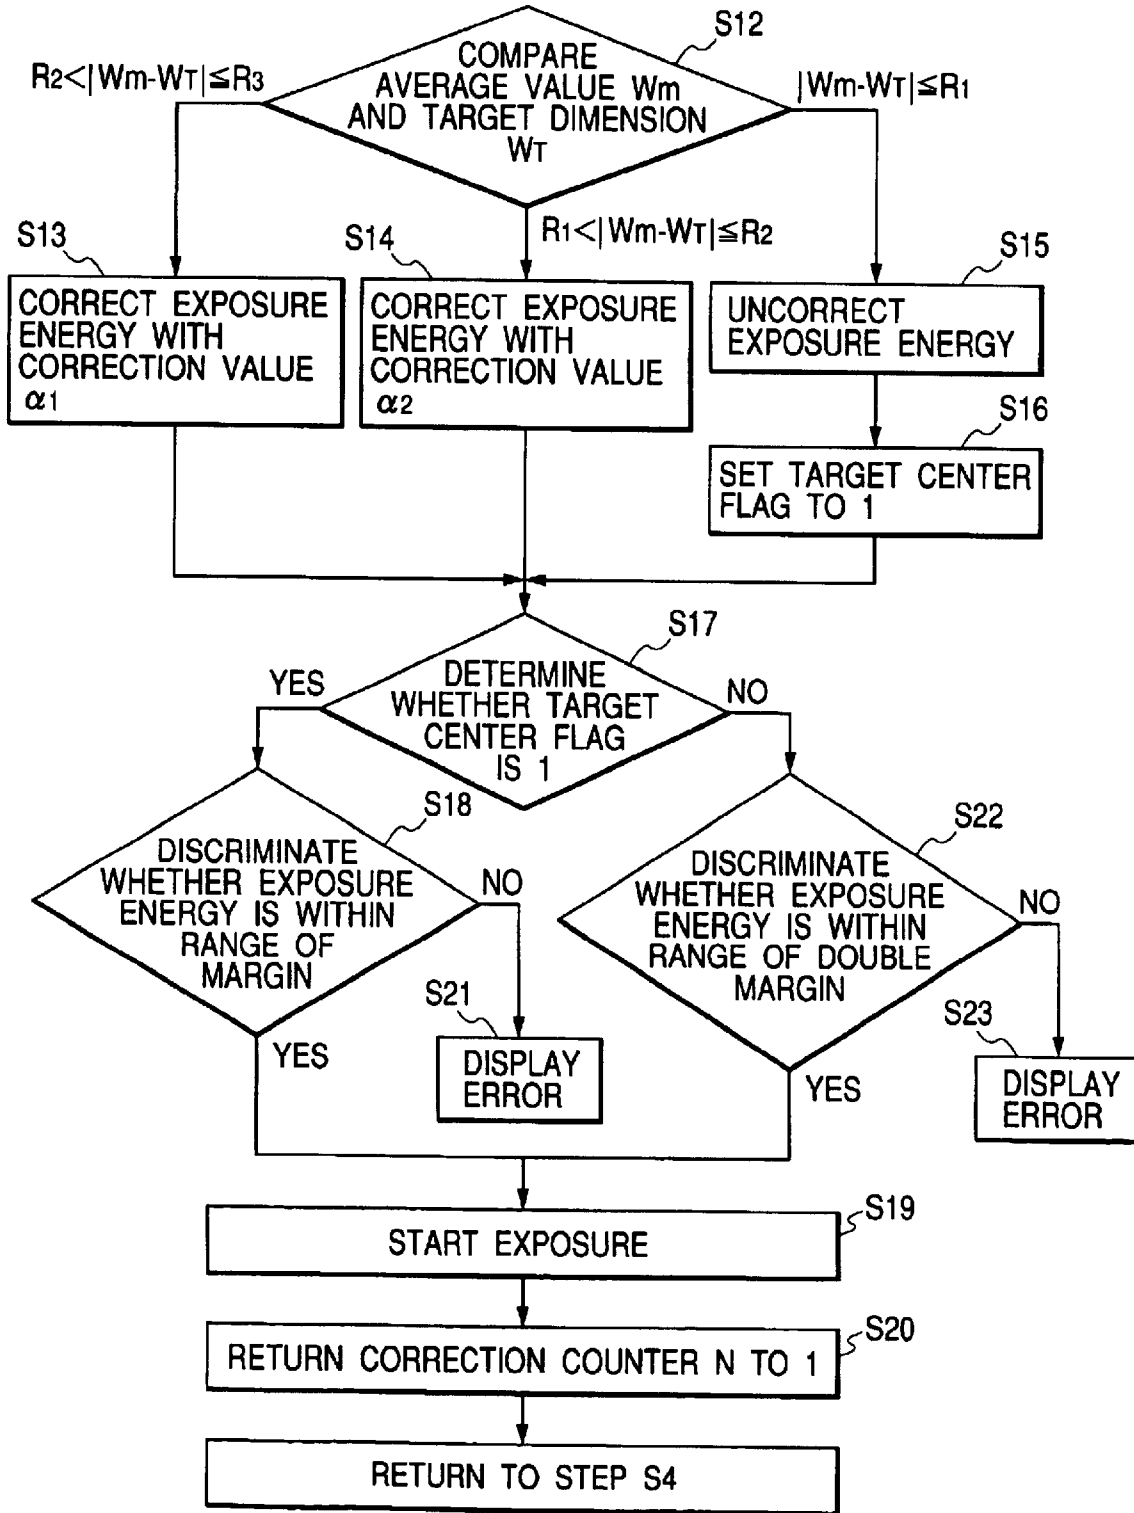 S12
COMPARE
AVERAGE VALUE Wm
AND TARGET DIMENSION
WT
R2<|Wm-WT|≦R3
|Wm-WT|≦R1
R1<|Wm-WT|≦R2
S13
CORRECT EXPOSURE
ENERGY WITH
CORRECTION VALUE
α1
S14
CORRECT EXPOSURE
ENERGY WITH
CORRECTION VALUE
α2
S15
UNCORRECT
EXPOSURE ENERGY
S16
SET TARGET CENTER
FLAG TO 1
S17
DETERMINE
WHETHER TARGET
CENTER FLAG
IS 1
YES
NO
S18
DISCRIMINATE
WHETHER EXPOSURE
ENERGY IS WITHIN
RANGE OF
MARGIN
NO
YES
S22
DISCRIMINATE
WHETHER EXPOSURE
ENERGY IS WITHIN
RANGE OF DOUBLE
MARGIN
NO
YES
S21
DISPLAY
ERROR
S23
DISPLAY
ERROR
S19
START EXPOSURE
S20
RETURN CORRECTION COUNTER N TO 1
RETURN TO STEP S4